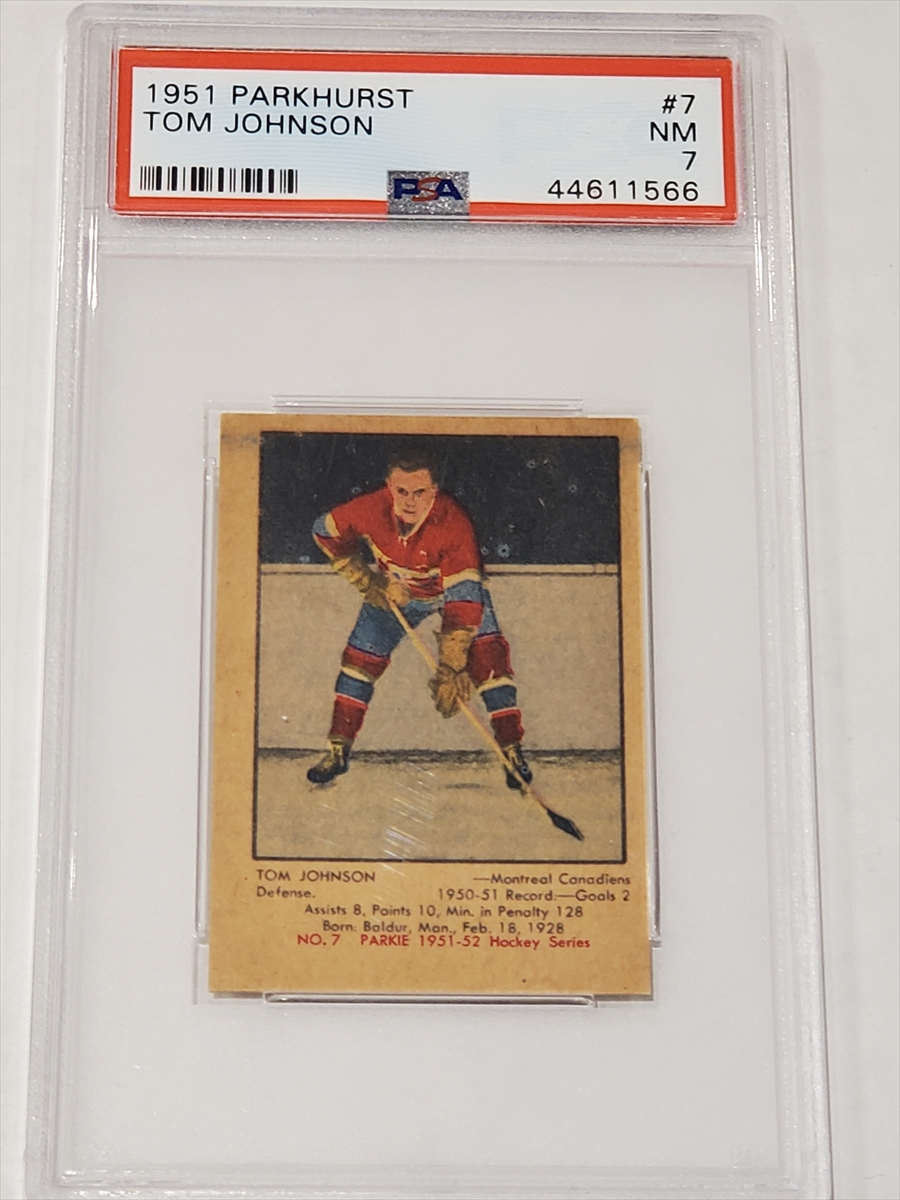 1951 PARKHURST #7
TOM JOHNSON NM
7
PSA 44611566
TOM JOHNSON —Montreal Canadiens
Defense. 1950-51 Record:—Goals 2
Assists 8, Points 10, Min. in Penalty 128
Born: Baldur, Man., Feb. 18, 1928
NO. 7 PARKIE 1951-52 Hockey Series